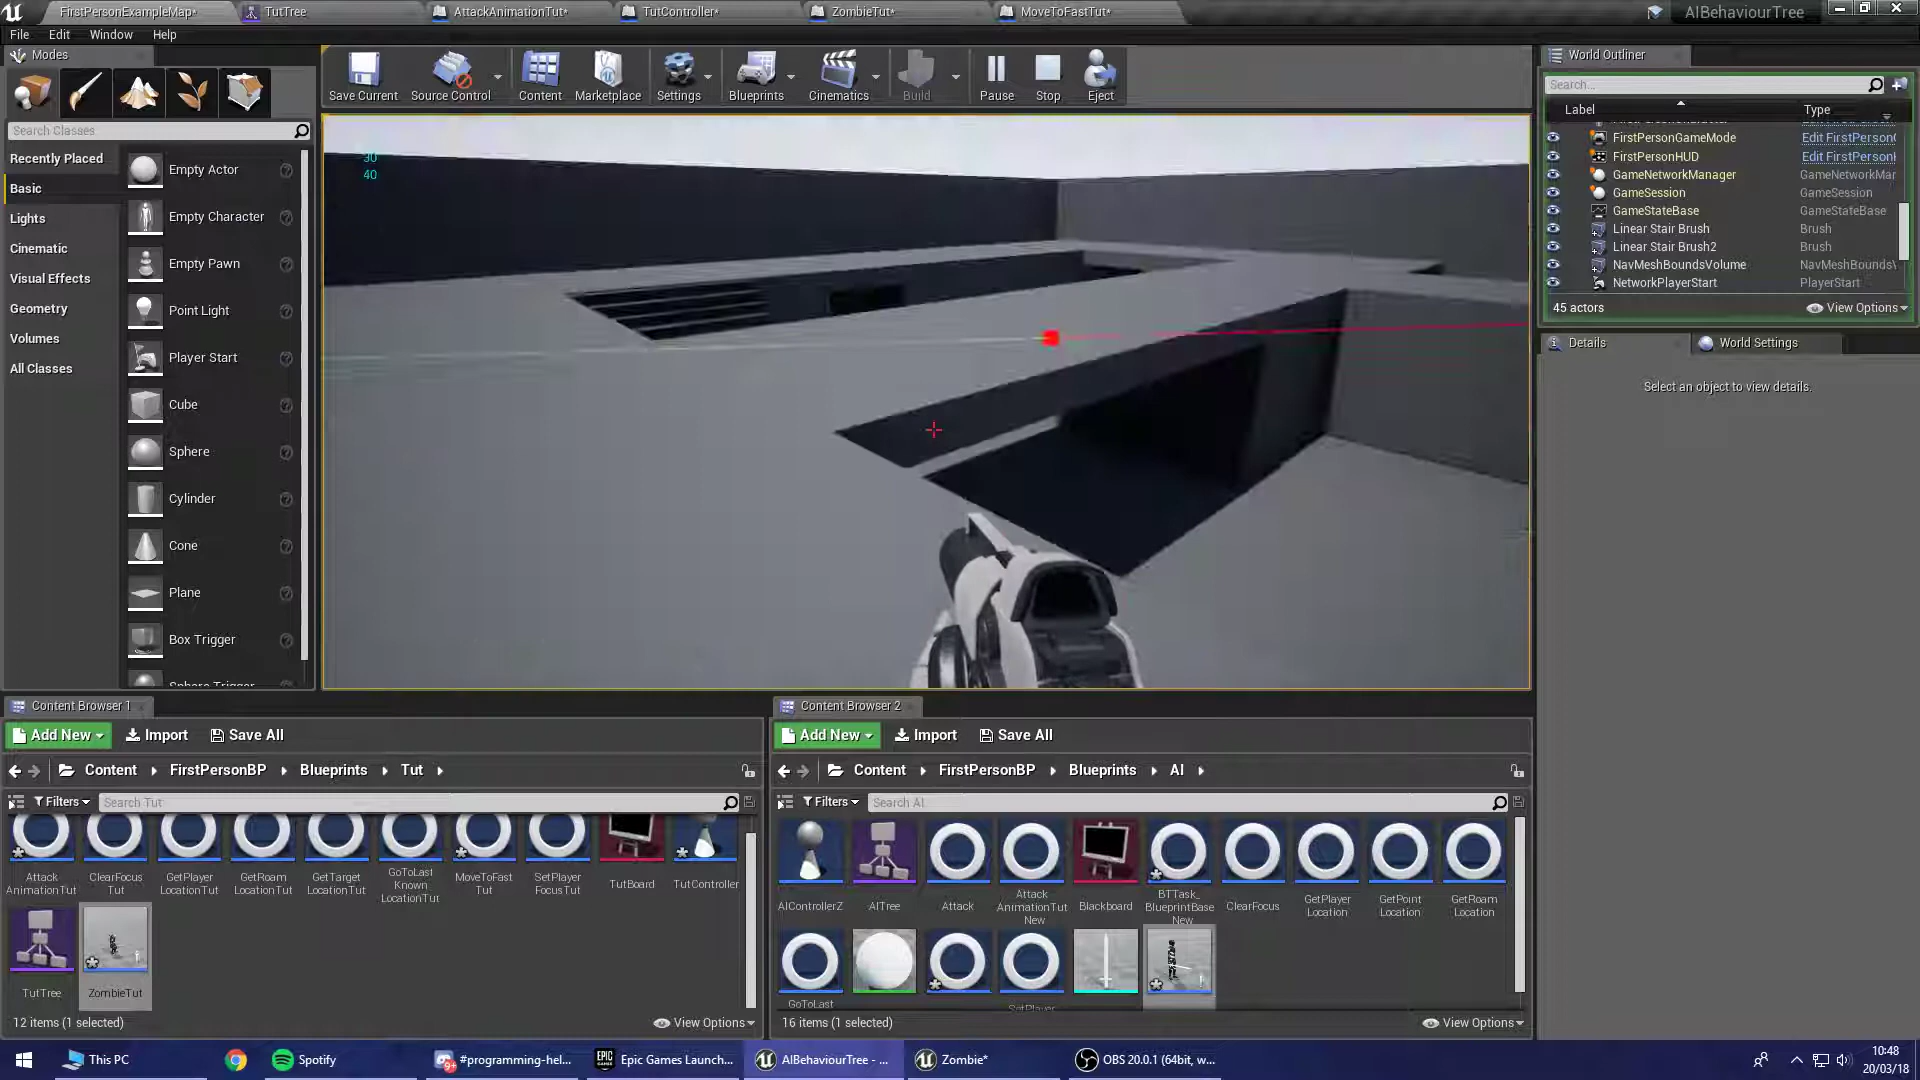 FirstPersonExampleMap*
TutTree
AttackAnimationTut*
TutController*
ZombieTut*
MoveToFastTut*
AIBehaviourTree
File
Edit
Window
Help
Modes
Save Current
Source Control
Content
Marketplace
Settings
Blueprints
Cinematics
Build
Pause
Stop
Eject
World Outliner
Search...
Label
Type
Search Classes
Recently Placed
Basic
Lights
Cinematic
Visual Effects
Geometry
Volumes
All Classes
Empty Actor
Empty Character
Empty Pawn
Point Light
Player Start
Cube
Sphere
Cylinder
Cone
Plane
Box Trigger
30
40
FirstPersonGameMode
Edit FirstPerson
FirstPersonHUD
Edit FirstPerson
GameNetworkManager
GameNetworkMar
GameSession
GameSession
GameStateBase
GameStateBase
Linear Stair Brush
Brush
Linear Stair Brush2
Brush
NavMeshBoundsVolume
NavMeshBounds
NetworkPlayerStart
PlayerStart
45 actors
View Options
Details
World Settings
Select an object to view details.
Content Browser 1
Add New
Import
Save All
Content
FirstPersonBP
Blueprints
Tut
Filters
Search Tut
Attack
AnimationTut
ClearFocus
Tut
GetPlayer
LocationTut
GetRoam
LocationTut
GetTarget
LocationTut
GoToLast
Known
LocationTut
MoveToFast
Tut
SetPlayer
FocusTut
TutBoard
TutController
TutTree
ZombieTut
12 items (1 selected)
View Options
Content Browser 2
Add New
Import
Save All
Content
FirstPersonBP
Blueprints
AI
Filters
Search AI
AIControllerZ
AITree
Attack
Attack
AnimationTut
New
Blackboard
BTTask_
BlueprintBase
New
ClearFocus
GetPlayer
Location
GetPoint
Location
GetRoam
Location
GoToLast
SetPlayer
16 items (1 selected)
View Options
This PC
Spotify
#programming-hel...
Epic Games Launch...
AIBehaviourTree - ...
Zombie*
OBS 20.0.1 (64bit, w...
10:48
20/03/18